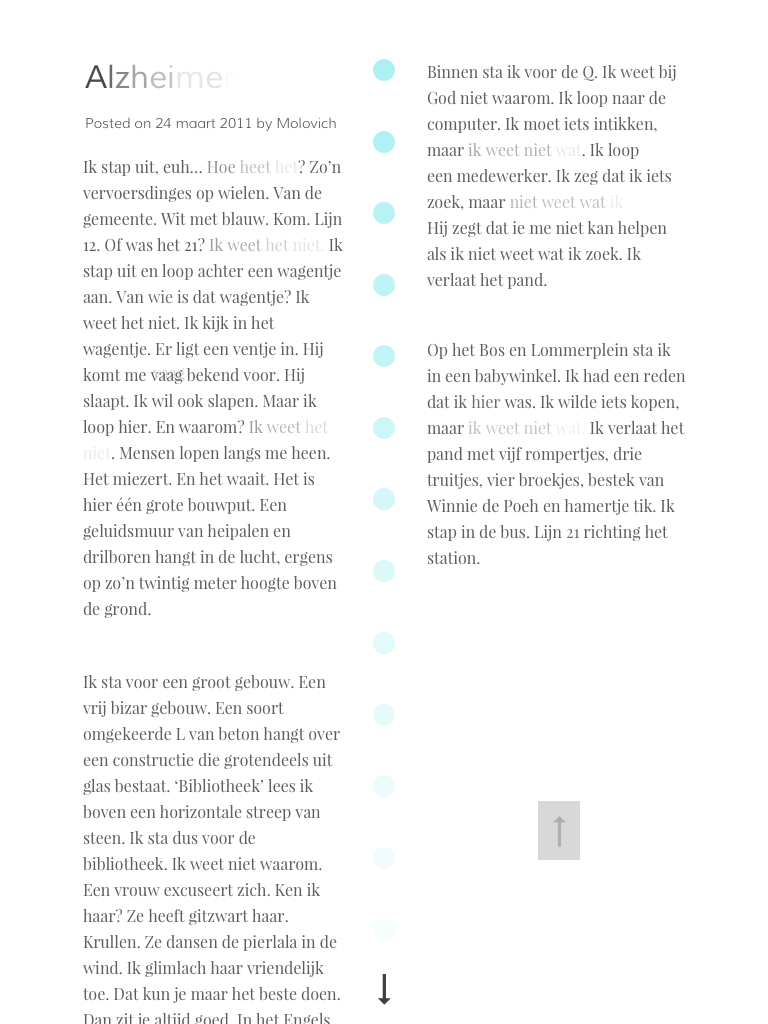 Alzheimer
Posted on 24 maart 2011 by Molovich
Ik stap uit, euh... Hoe heet het? Zo’n
vervoersdinges op wielen. Van de
gemeente. Wit met blauw. Kom. Lijn
12. Of was het 21? Ik weet het niet. Ik
stap uit en loop achter een wagentje
aan. Van wie is dat wagentje? Ik
weet het niet. Ik kijk in het
wagentje. Er ligt een ventje in. Hij
komt me vaag bekend voor. Hij
slaapt. Ik wil ook slapen. Maar ik
loop hier. En waarom? Ik weet het
niet. Mensen lopen langs me heen.
Het miezert. En het waait. Het is
hier één grote bouwput. Een
geluidsmuur van heipalen en
drilboren hangt in de lucht, ergens
op zo’n twintig meter hoogte boven
de grond.
Ik sta voor een groot gebouw. Een
vrij bizar gebouw. Een soort
omgekeerde L van beton hangt over
een constructie die grotendeels uit
glas bestaat. ‘Bibliotheek’ lees ik
boven een horizontale streep van
steen. Ik sta dus voor de
bibliotheek. Ik weet niet waarom.
Een vrouw excuseert zich. Ken ik
haar? Ze heeft gitzwart haar.
Krullen. Ze dansen de pierlala in de
wind. Ik glimlach haar vriendelijk
toe. Dat kun je maar het beste doen.
Dan zit je altijd goed. In het Engels
Binnen sta ik voor de Q. Ik weet bij
God niet waarom. Ik loop naar de
computer. Ik moet iets intikken,
maar ik weet niet wat. Ik loop
een medewerker. Ik zeg dat ik iets
zoek, maar niet weet wat ik
Hij zegt dat ie me niet kan helpen
als ik niet weet wat ik zoek. Ik
verlaat het pand.
Op het Bos en Lommerplein sta ik
in een babywinkel. Ik had een reden
dat ik hier was. Ik wilde iets kopen,
maar ik weet niet wat. Ik verlaat het
pand met vijf rompertjes, drie
truitjes, vier broekjes, bestek van
Winnie de Poeh en hamertje tik. Ik
stap in de bus. Lijn 21 richting het
station.